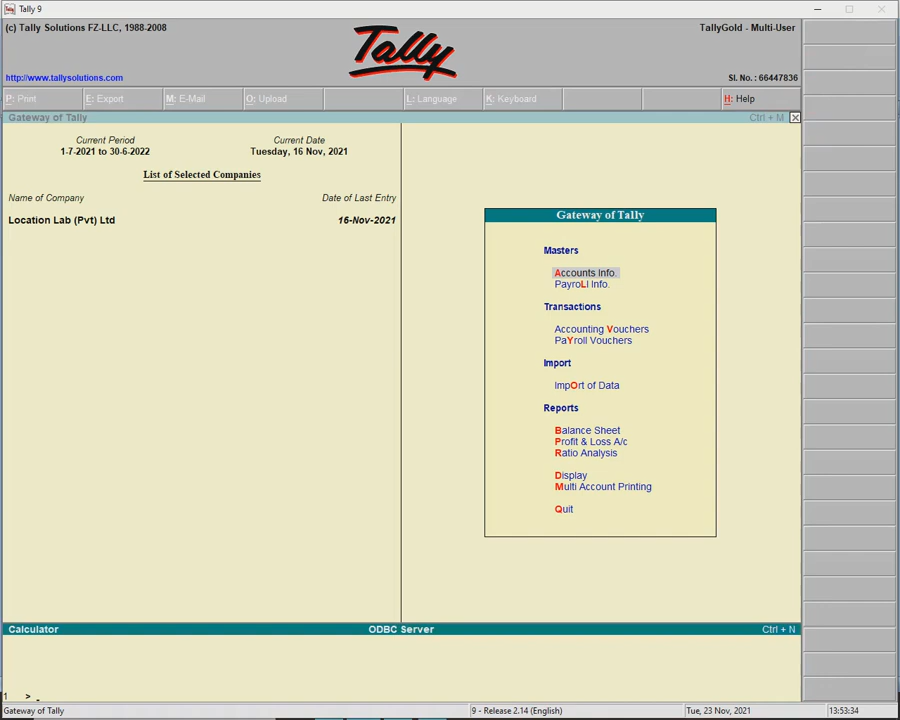 Tally 9
(c) Tally Solutions FZ-LLC, 1988-2008
Tally
TallyGold - Multi-User
http://www.tallysolutions.com
Sl. No. : 66447836
P: Print E: Export M: E-Mail O: Upload L: Language K: Keyboard H: Help
Gateway of Tally Ctrl + M
Current Period Current Date
1-7-2021 to 30-6-2022 Tuesday, 16 Nov, 2021
List of Selected Companies
Name of Company Date of Last Entry
Location Lab (Pvt) Ltd 16-Nov-2021
Gateway of Tally
Masters
Accounts Info.
PayroLl Info.
Transactions
Accounting Vouchers
PaYroll Vouchers
Import
ImpOrt of Data
Reports
Balance Sheet
Profit & Loss A/c
Ratio Analysis
Display
Multi Account Printing
Quit
Calculator ODBC Server Ctrl + N
1 > _
Gateway of Tally 9 - Release 2.14 (English) Tue, 23 Nov, 2021 13:53:34